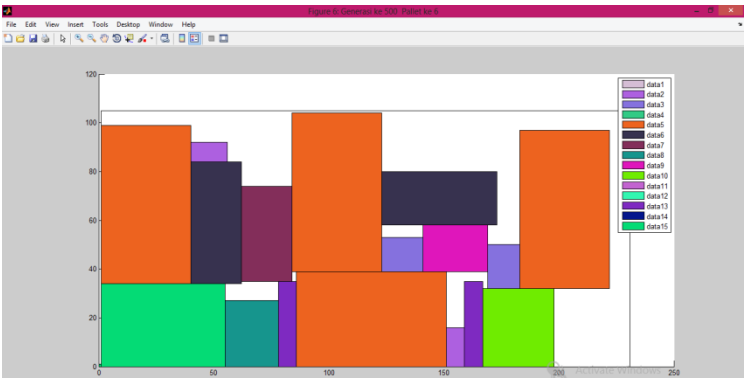 Figure 6: Generasi ke 500 Pallet ke 6
File Edit View Insert Tools Desktop Window Help
120
100
80
60
40
20
0
0 50 100 150 200 250
data1
data2
data3
data4
data5
data6
data7
data8
data9
data10
data11
data12
data13
data14
data15
Activate Windows